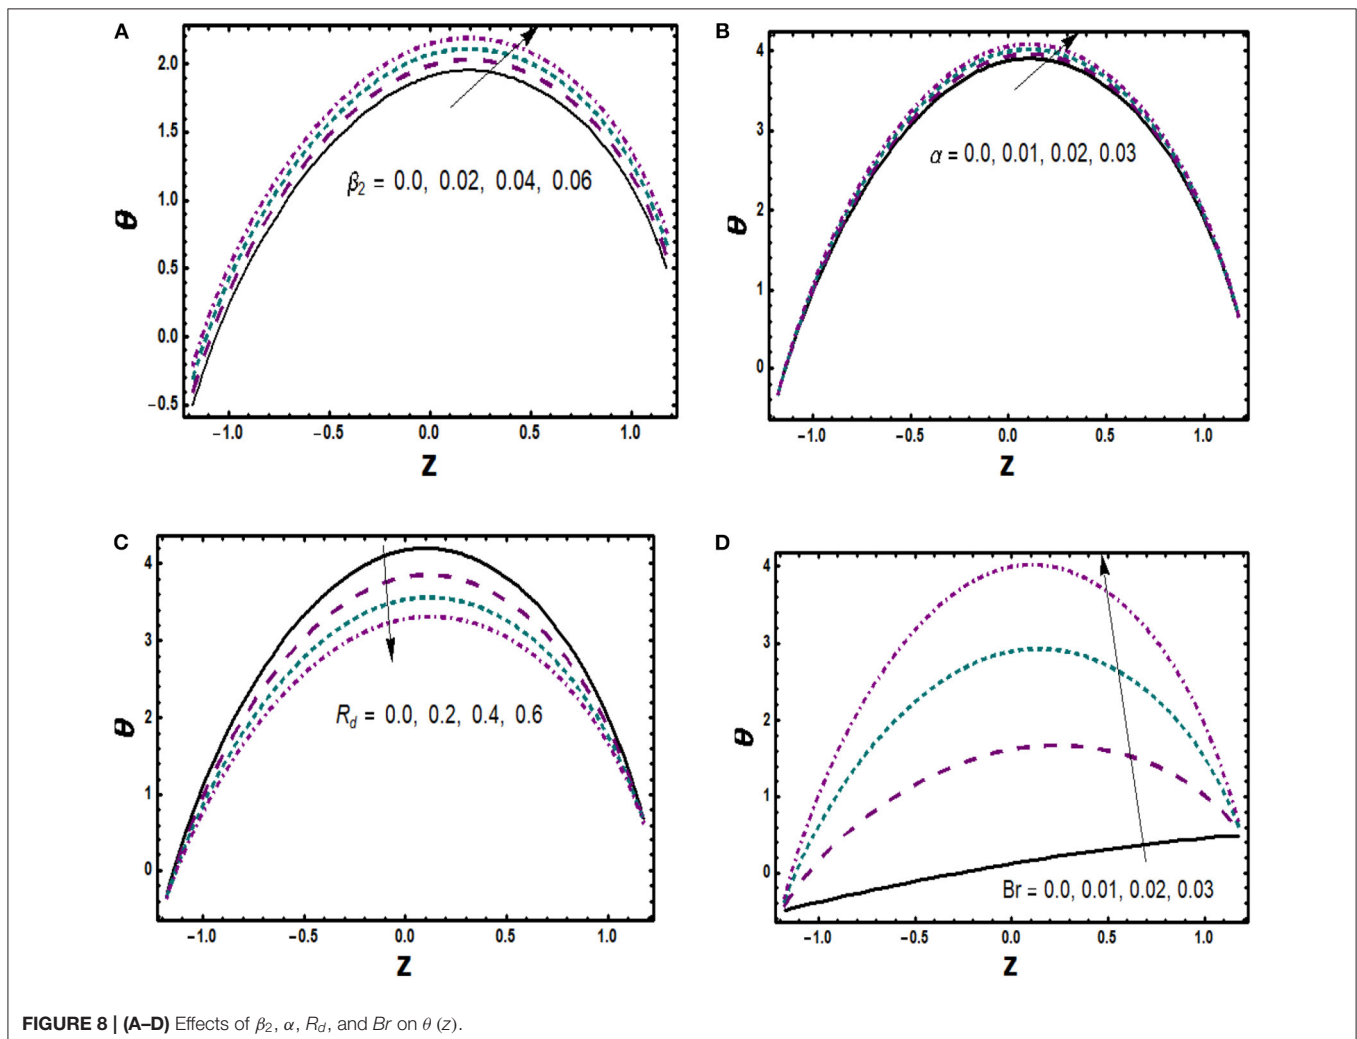 A
2.0
1.5
1.0
0.5
0.0
−0.5
θ
β₂ = 0.0, 0.02, 0.04, 0.06
−1.0 −0.5 0.0 0.5 1.0
Z
B
4
3
2
1
0
θ
α = 0.0, 0.01, 0.02, 0.03
−1.0 −0.5 0.0 0.5 1.0
Z
C
4
3
2
1
0
θ
R_d = 0.0, 0.2, 0.4, 0.6
−1.0 −0.5 0.0 0.5 1.0
Z
D
4
3
2
1
0
θ
Br = 0.0, 0.01, 0.02, 0.03
−1.0 −0.5 0.0 0.5 1.0
Z
FIGURE 8 | (A–D) Effects of β₂, α, R_d, and Br on θ (z).